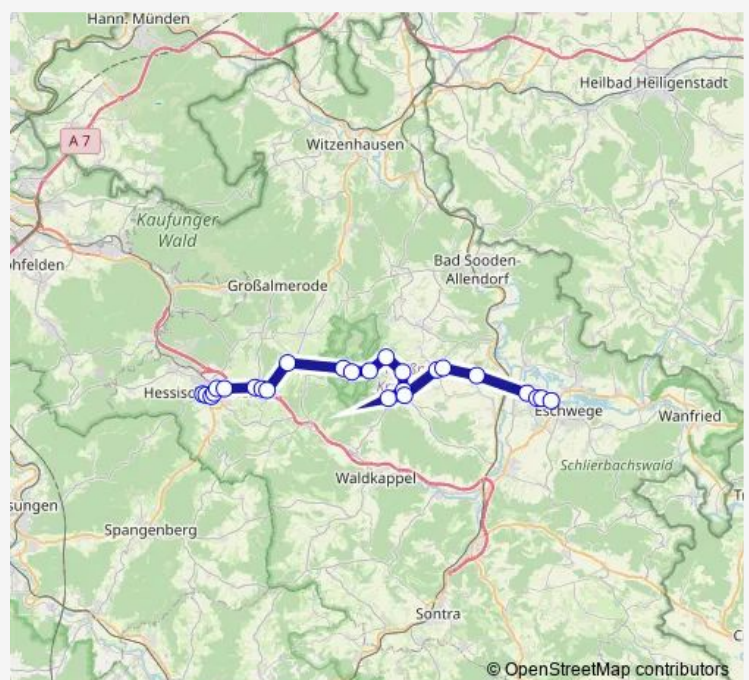 Hann. Münden
Heilbad Heiligenstadt
A 7
Witzenhausen
Kaufunger
Wald
Bad Sooden-
Allendorf
ohfelden
Großalmerode
Hessisc
Eschwege
Wanfried
Schlierbachswald
Waldkappel
sungen
Spangenberg
Sontra
© OpenStreetMap contributors